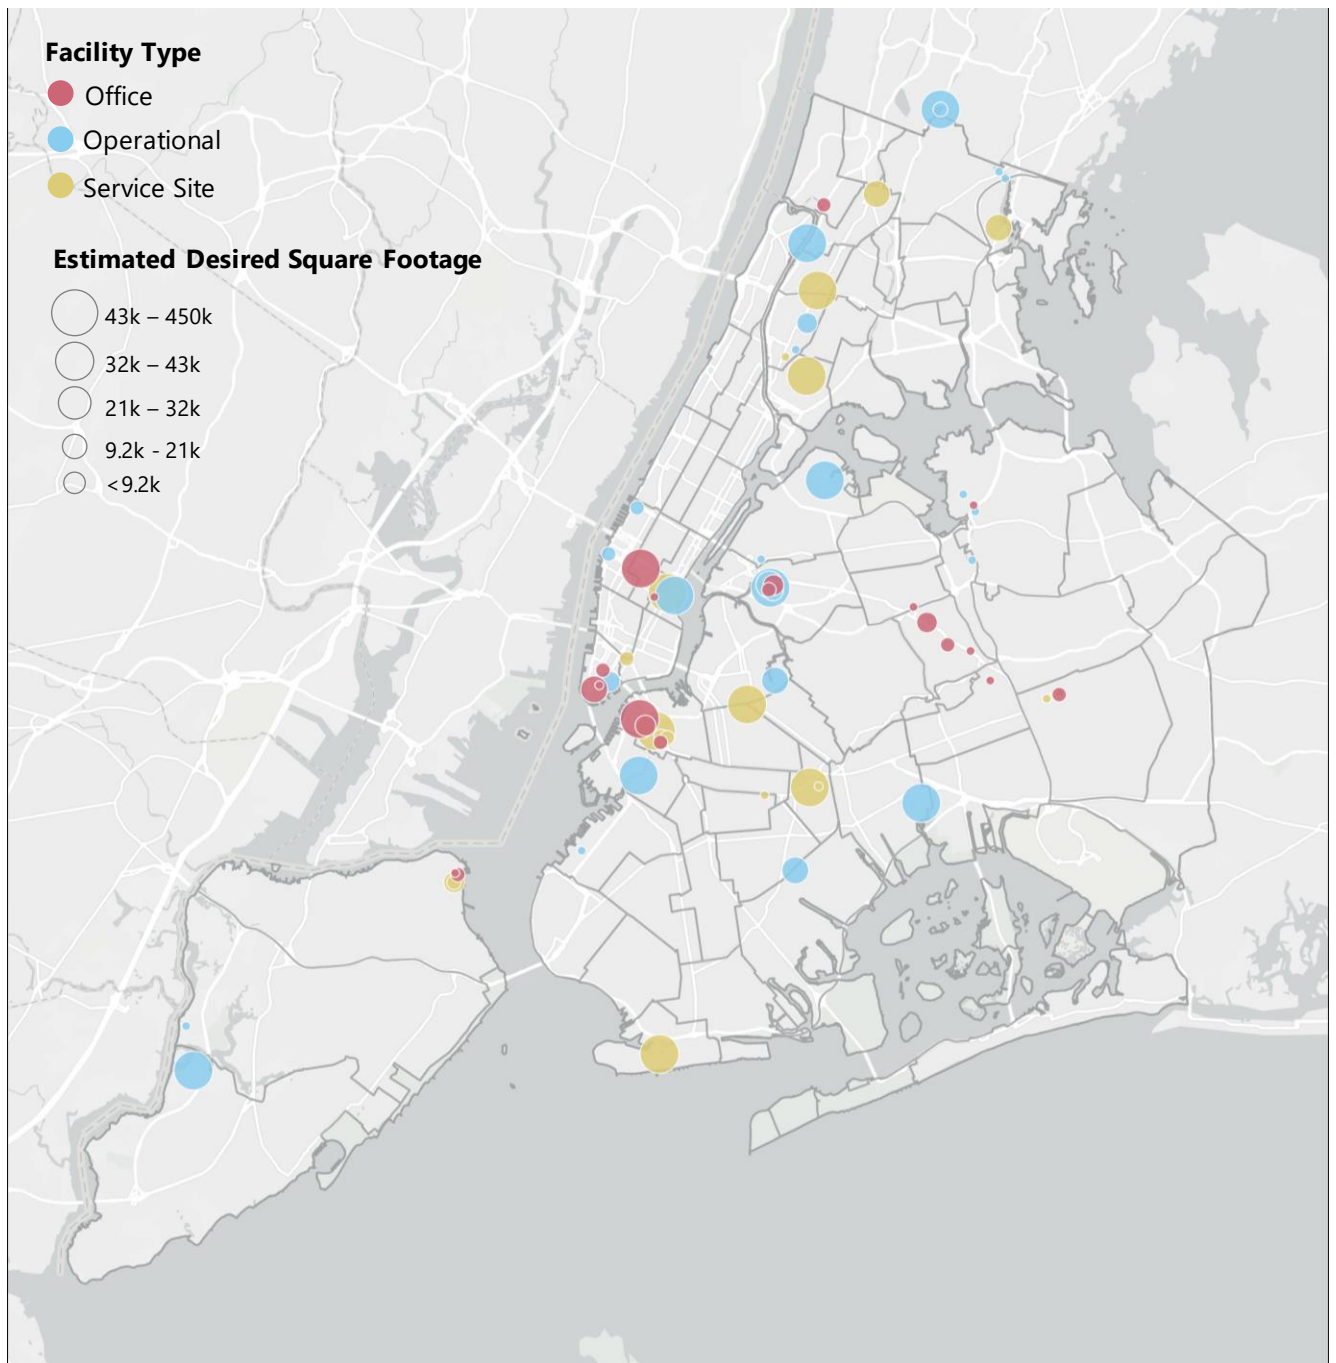 Facility Type
Office
Operational
Service Site
Estimated Desired Square Footage
43k – 450k
32k – 43k
21k – 32k
9.2k - 21k
<9.2k